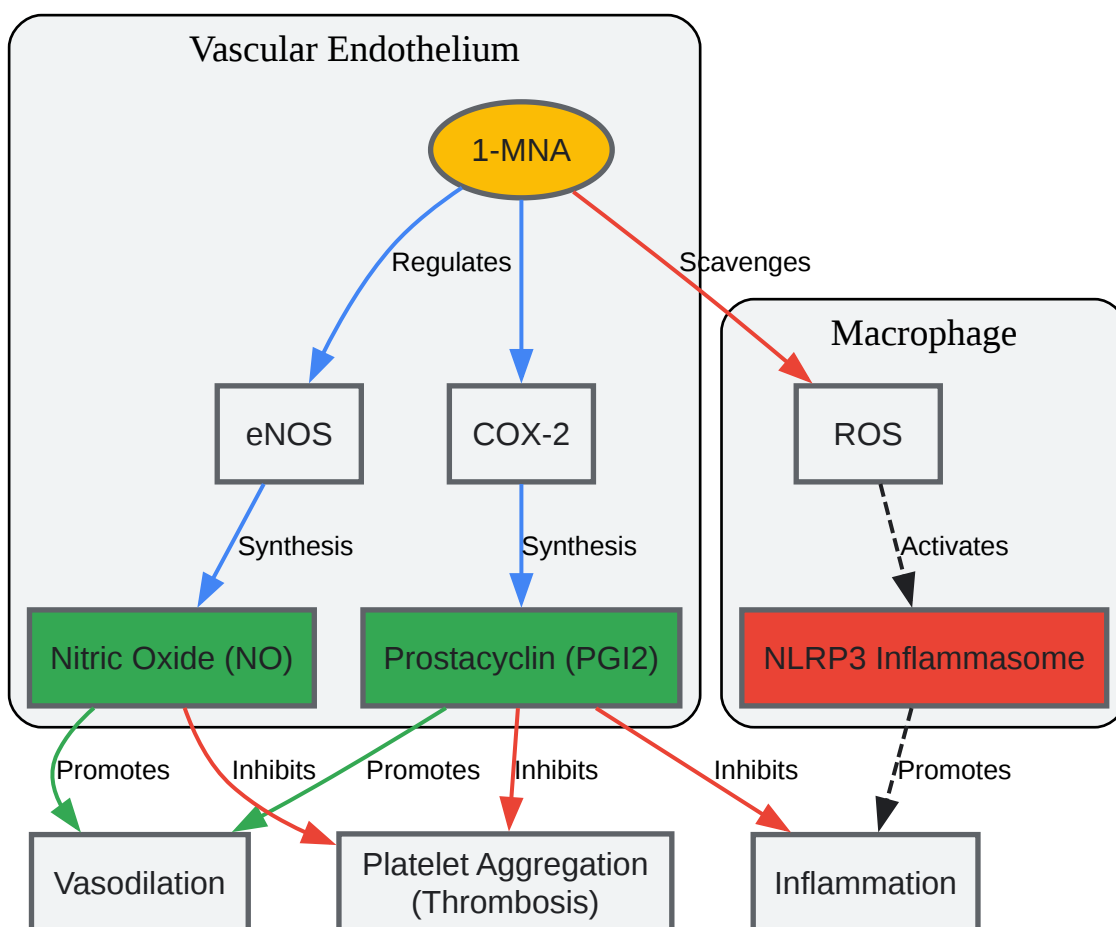 Vascular Endothelium
1-MNA
Regulates
Scavenges
Macrophage
eNOS
COX-2
ROS
Synthesis
Synthesis
Activates
Nitric Oxide (NO)
Prostacyclin (PGI2)
NLRP3 Inflammasome
Promotes
Inhibits
Promotes
Inhibits
Inhibits
Promotes
Vasodilation
Platelet Aggregation
(Thrombosis)
Inflammation